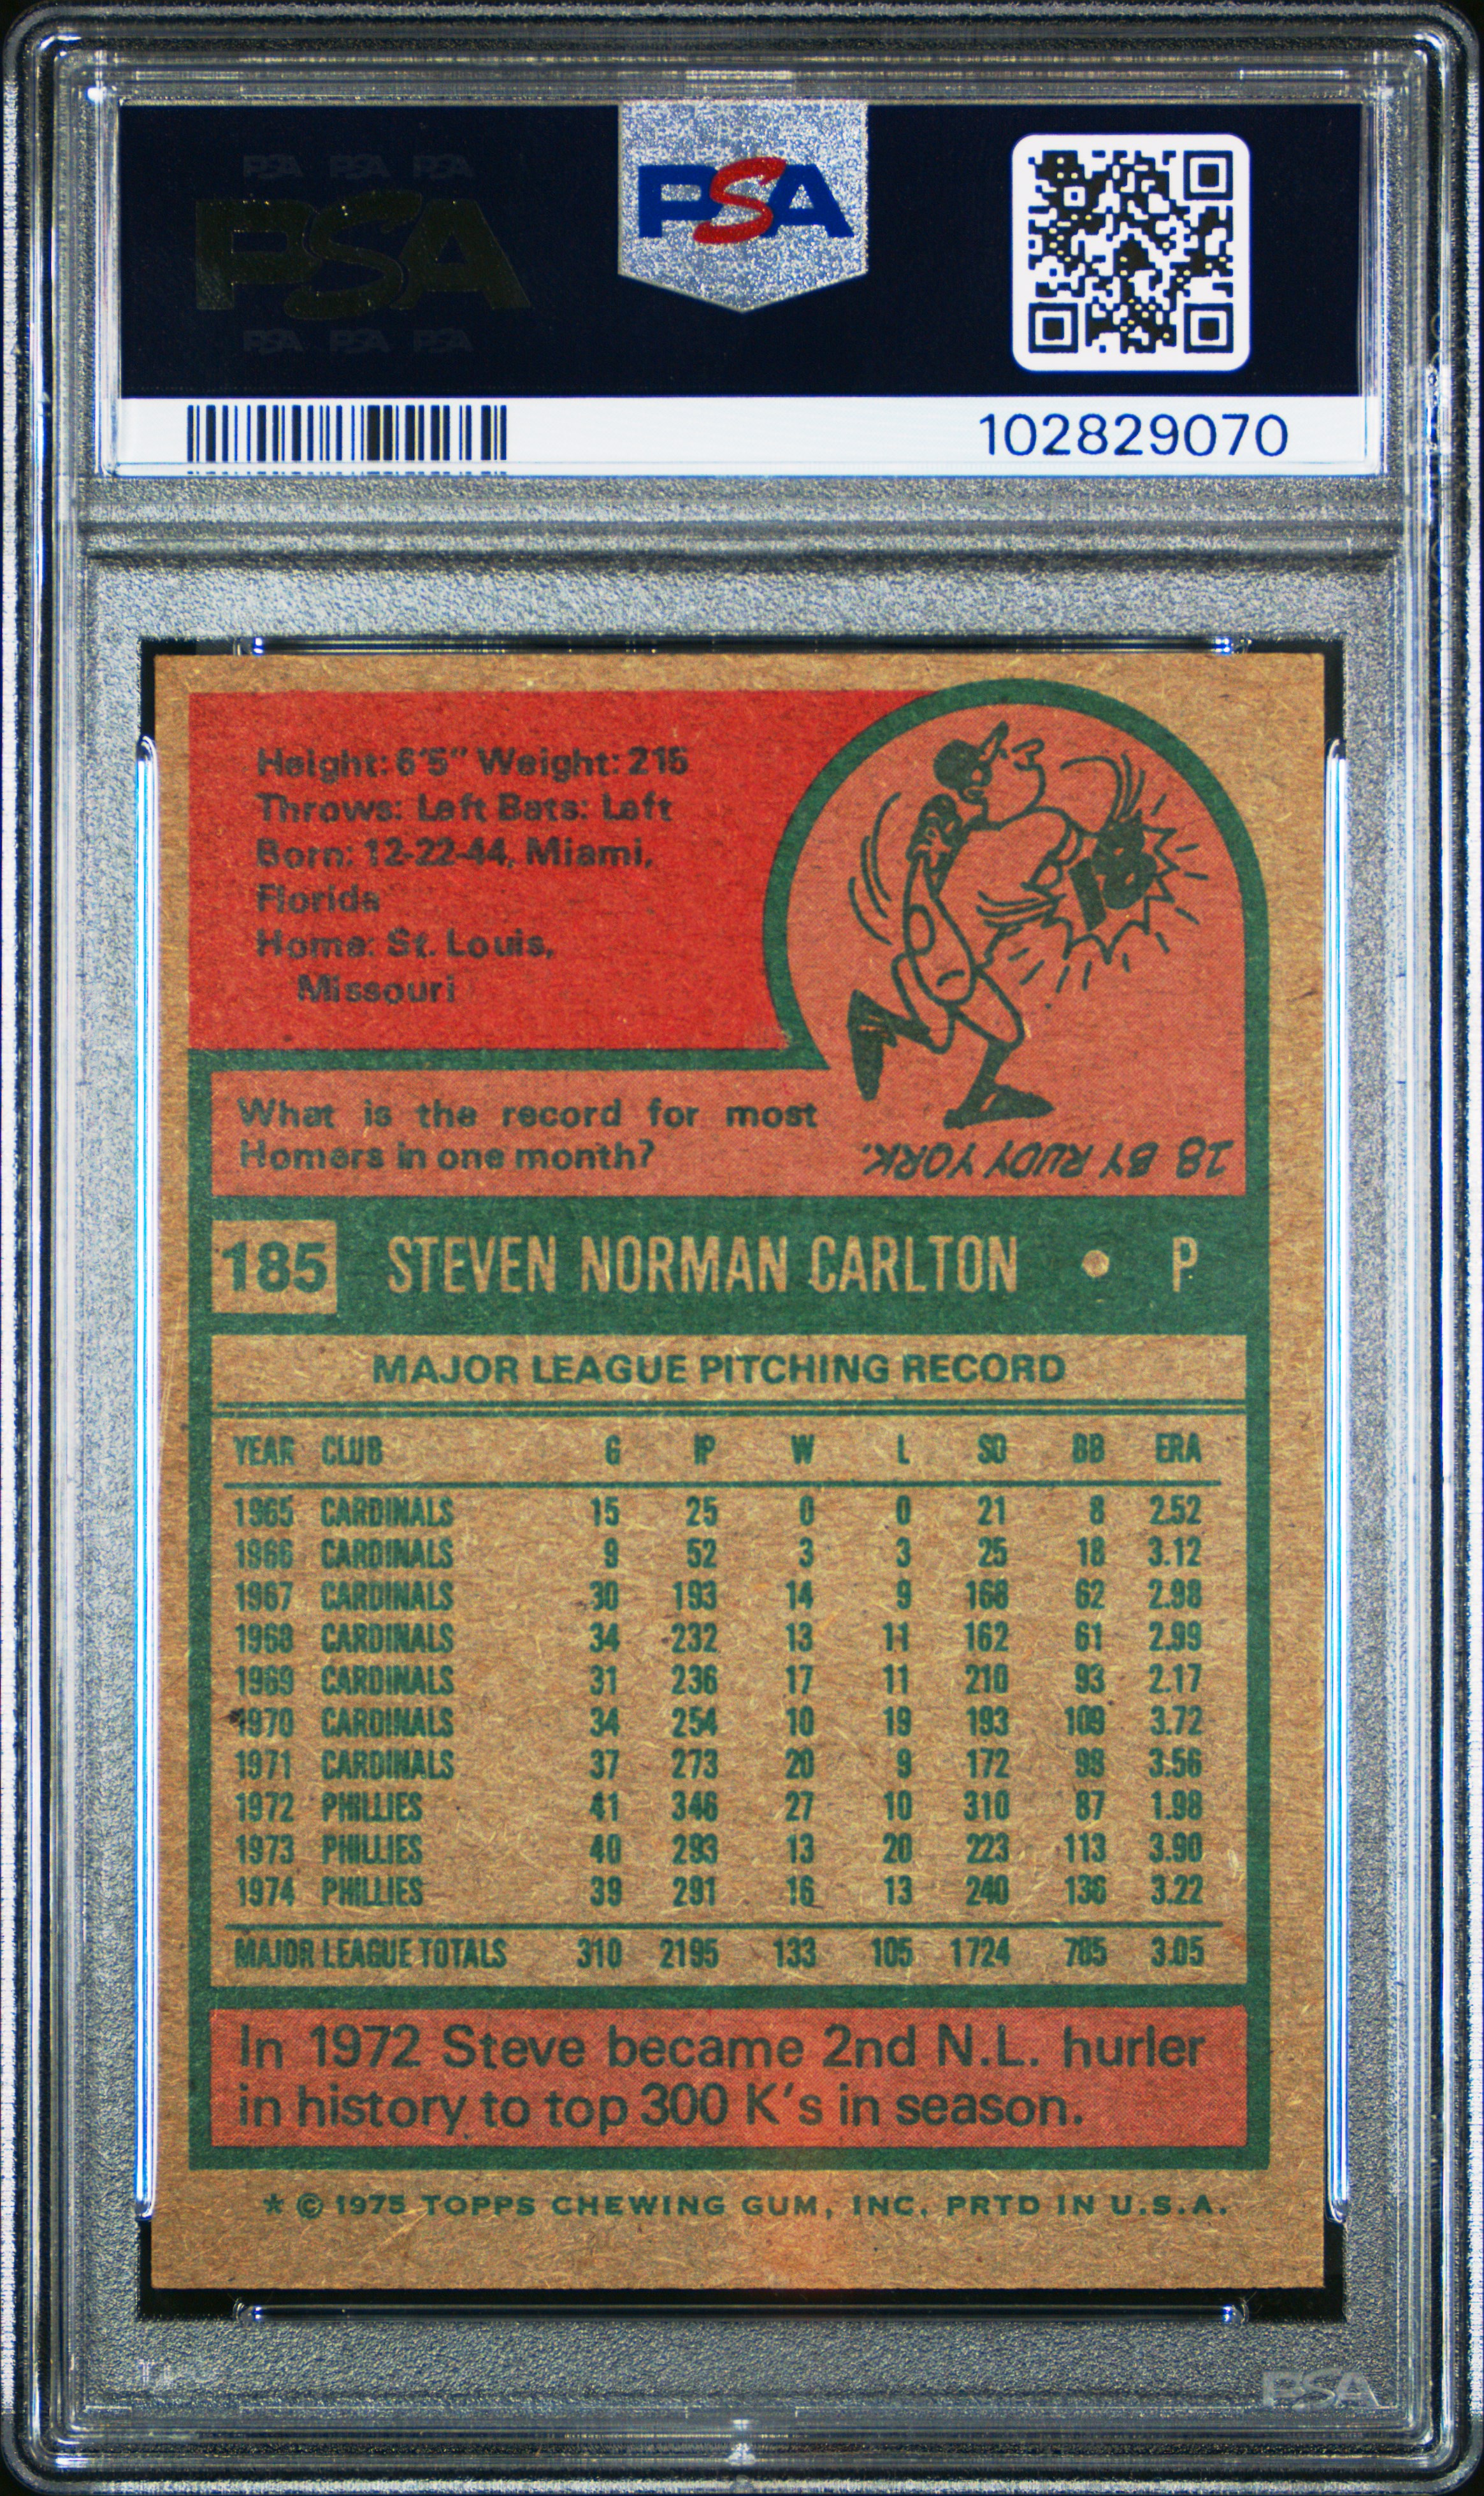 PSA PSA PSA
PSA
PSA PSA PSA
PSA
102829070
Height: 6'5" Weight: 215
Throws: Left Bats: Left
Born: 12-22-44, Miami,
Florida
Home: St. Louis,
Missouri
18
What is the record for most
Homers in one month?
18 BY RUDY YORK.
185 STEVEN NORMAN CARLTON • P
MAJOR LEAGUE PITCHING RECORD
YEAR CLUB G IP W L SO BB ERA
1965 CARDINALS 15 25 0 0 21 8 2.52
1966 CARDINALS 9 52 3 3 25 18 3.12
1967 CARDINALS 30 193 14 9 168 62 2.98
1968 CARDINALS 34 232 13 11 162 61 2.99
1969 CARDINALS 31 236 17 11 210 93 2.17
1970 CARDINALS 34 254 10 19 193 109 3.72
1971 CARDINALS 37 273 20 9 172 98 3.56
1972 PHILLIES 41 346 27 10 310 87 1.98
1973 PHILLIES 40 293 13 20 223 113 3.90
1974 PHILLIES 39 291 16 13 240 136 3.22
MAJOR LEAGUE TOTALS 310 2195 133 105 1724 785 3.05
In 1972 Steve became 2nd N.L. hurler
in history to top 300 K's in season.
* © 1975 TOPPS CHEWING GUM, INC. PRTD IN U.S.A.
PSA